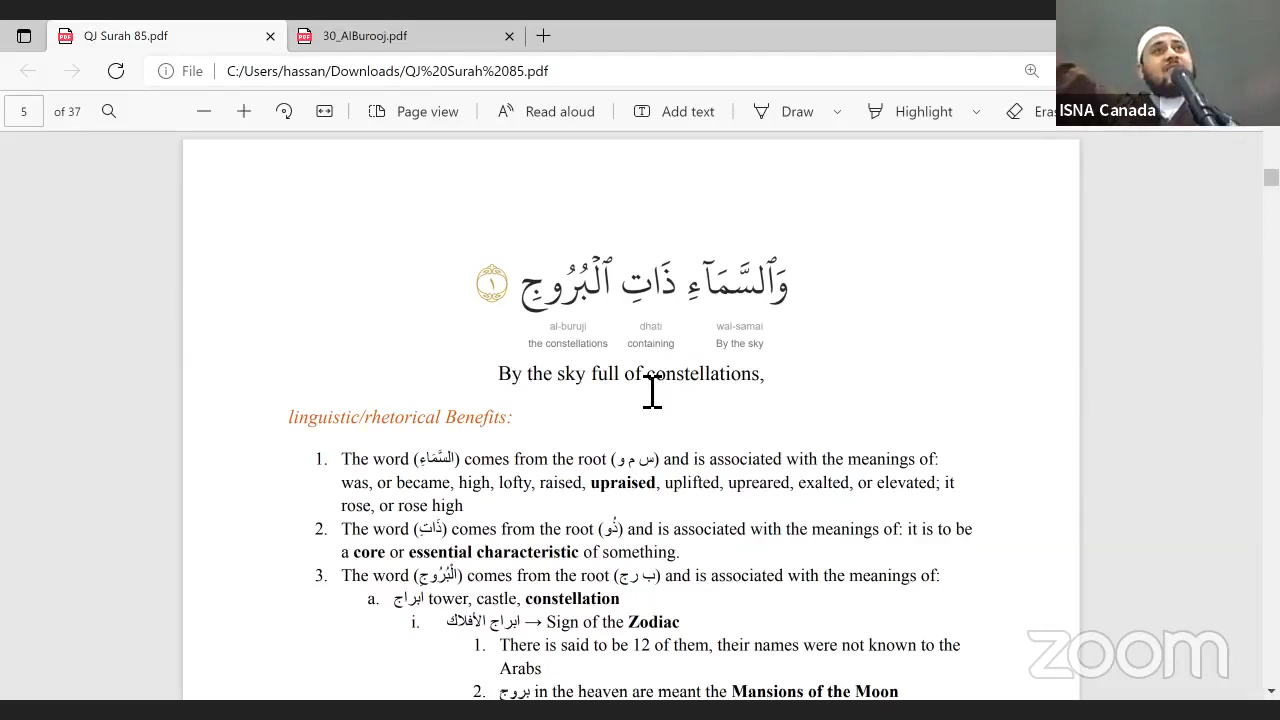 QJ Surah 85.pdf
30_AlBurooj.pdf
File
C:/Users/hassan/Downloads/QJ%20Surah%2085.pdf
5 of 37
Page view
Read aloud
Add text
Draw
Highlight
Eras
ISNA Canada
وَٱلسَّمَآءِ ذَاتِ ٱلْبُرُوجِ ١
al-buruji dhati wal-samai
the constellations containing By the sky
By the sky full of constellations,
linguistic/rhetorical Benefits:
1. The word (السَّمَاءِ) comes from the root (س م و) and is associated with the meanings of:
was, or became, high, lofty, raised, upraised, uplifted, upreared, exalted, or elevated; it
rose, or rose high
2. The word (ذَاتِ) comes from the root (ذُو) and is associated with the meanings of: it is to be
a core or essential characteristic of something.
3. The word (الْبُرُوجِ) comes from the root (ب رج) and is associated with the meanings of:
a. ابراج tower, castle, constellation
i. ابراج الأفلاك → Sign of the Zodiac
1. There is said to be 12 of them, their names were not known to the
Arabs
2. بروج in the heaven are meant the Mansions of the Moon
zoom